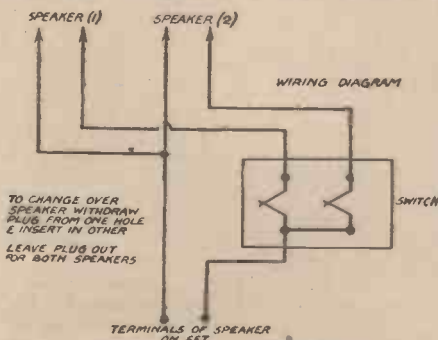 SPEAKER (1)
SPEAKER (2)
WIRING DIAGRAM
SWITCH
TO CHANGE OVER
SPEAKER WITHDRAW
PLUG FROM ONE HOLE
& INSERT IN OTHER
LEAVE PLUG OUT
FOR BOTH SPEAKERS
TERMINALS OF SPEAKER
ON SET